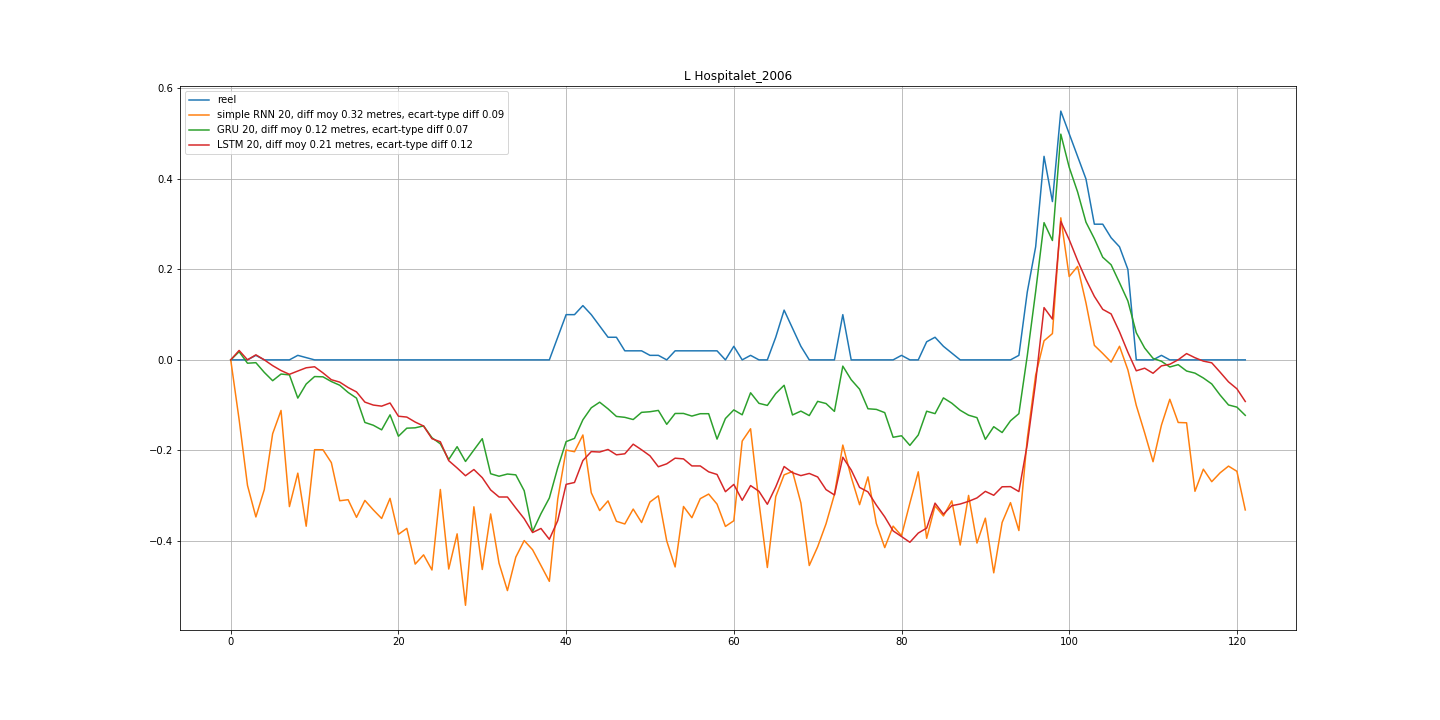 L Hospitalet_2006
reel
simple RNN 20, diff moy 0.32 metres, ecart-type diff 0.09
GRU 20, diff moy 0.12 metres, ecart-type diff 0.07
LSTM 20, diff moy 0.21 metres, ecart-type diff 0.12
0.6
0.4
0.2
0.0
−0.2
−0.4
0 20 40 60 80 100 120